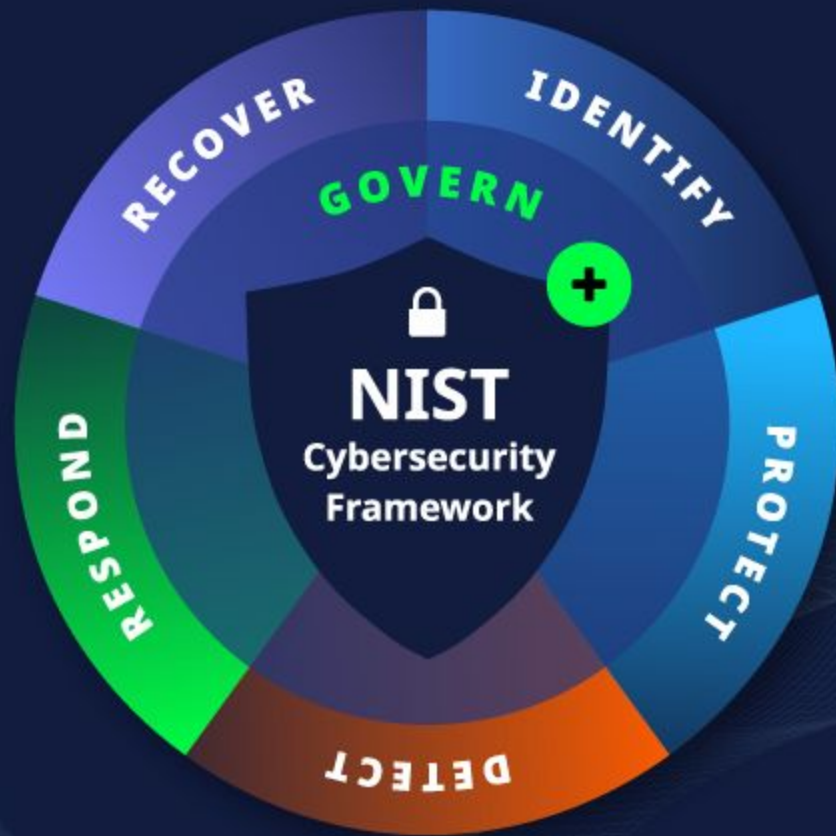 RECOVER
IDENTIFY
GOVERN
+
NIST
Cybersecurity
Framework
RESPOND
PROTECT
DETECT